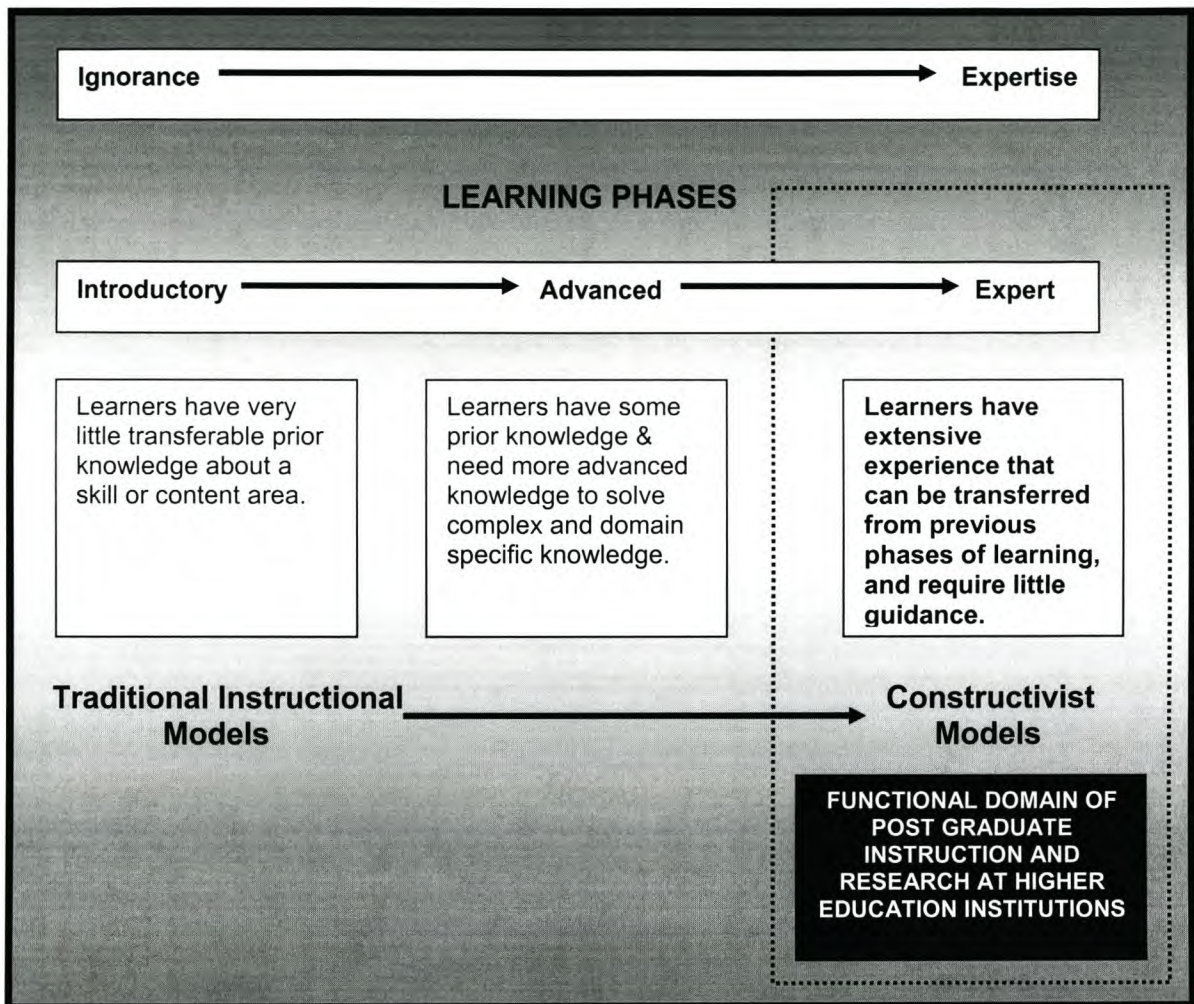 Ignorance Expertise
LEARNING PHASES
Introductory Advanced Expert
Learners have very
little transferable prior
knowledge about a
skill or content area.
Learners have some
prior knowledge &
need more advanced
knowledge to solve
complex and domain
specific knowledge.
Learners have
extensive
experience that
can be transferred
from previous
phases of learning,
and require little
guidance.
Traditional Instructional
Models
Constructivist
Models
FUNCTIONAL DOMAIN OF
POST GRADUATE
INSTRUCTION AND
RESEARCH AT HIGHER
EDUCATION INSTITUTIONS